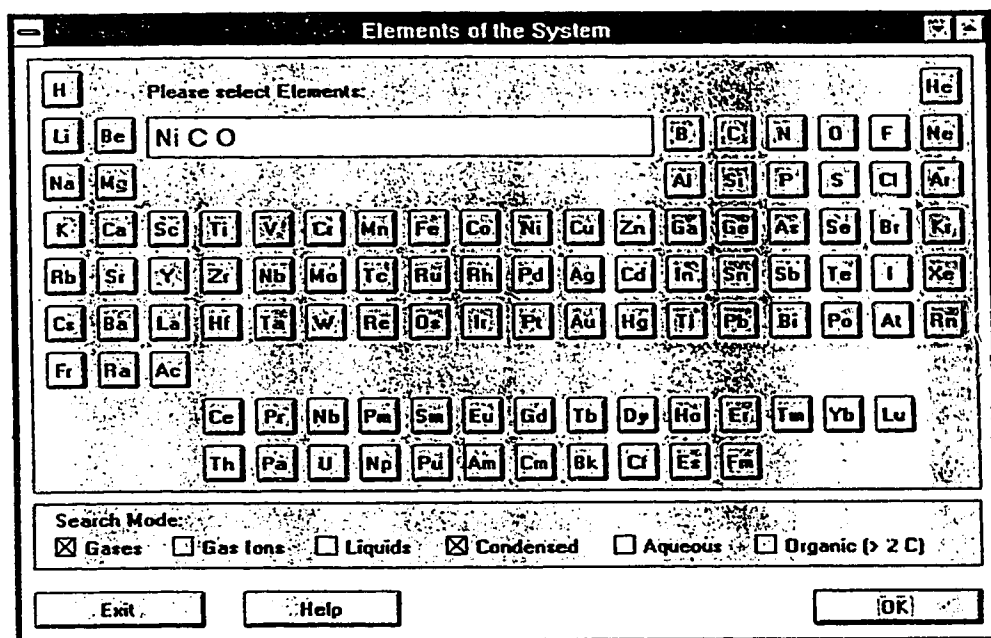 Elements of the System
H Please select Elements: He
Li Be Ni C O B C N O F Ne
Na Mg Al Si P S Cl Ar
K Ca Sc Ti V Cr Mn Fe Co Ni Cu Zn Ga Ge As Se Br Kr
Rb Sr Y Zr Nb Mo Tc Ru Rh Pd Ag Cd In Sn Sb Te I Xe
Cs Ba La Hf Ta W Re Os Ir Pt Au Hg Tl Pb Bi Po At Rn
Fr Ra Ac
Ce Pr Nb Pm Sm Eu Gd Tb Dy Ho Er Tm Yb Lu
Th Pa U Np Pu Am Cm Bk Cf Es Fm
Search Mode:
Gases Gas Ions Liquids Condensed Aqueous Organic (> 2 C)
Exit Help OK